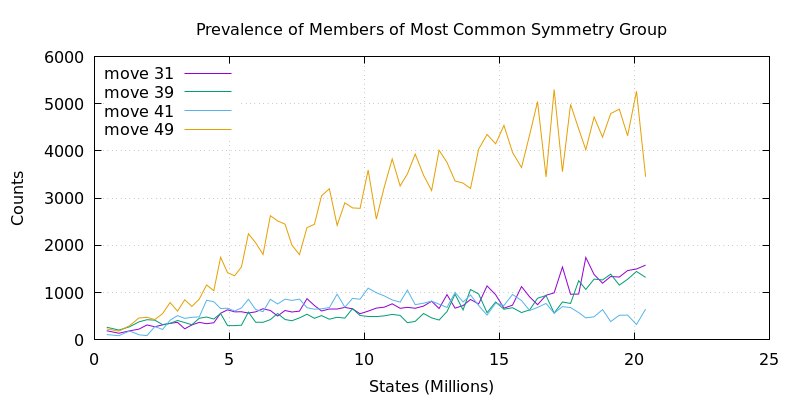 Prevalence of Members of Most Common Symmetry Group
6000
5000
4000
3000
2000
1000
0
Counts
move 31
move 39
move 41
move 49
0 5 10 15 20 25
States (Millions)